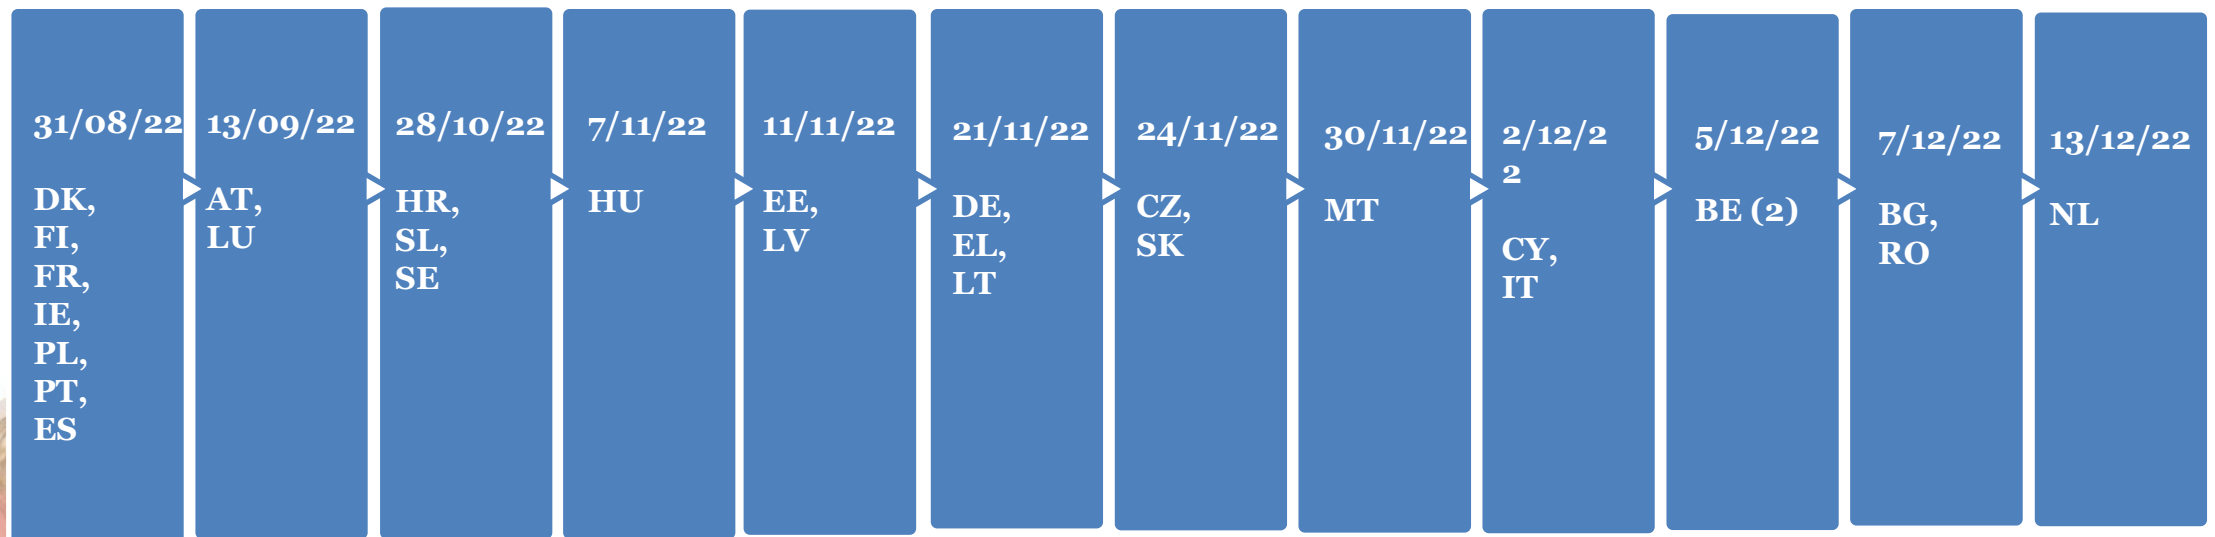 31/08/22
DK,
FI,
FR,
IE,
PL,
PT,
ES
13/09/22
AT,
LU
28/10/22
HR,
SL,
SE
7/11/22
HU
11/11/22
EE,
LV
21/11/22
DE,
EL,
LT
24/11/22
CZ,
SK
30/11/22
MT
2/12/2
2
CY,
IT
5/12/22
BE (2)
7/12/22
BG,
RO
13/12/22
NL